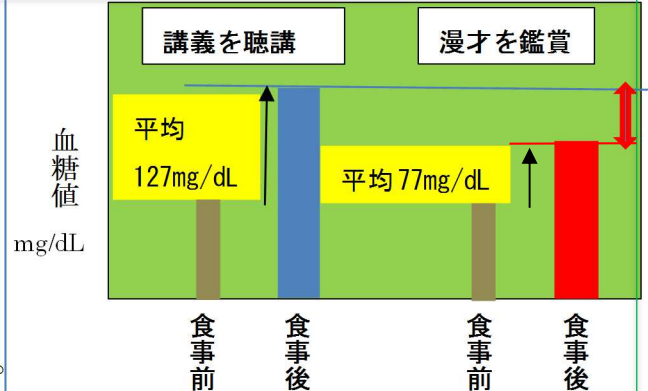 講義を聴講
漫才を鑑賞
平均
127mg/dL
平均77mg/dL
血糖値
mg/dL
食事前
食事後
食事前
食事後
。